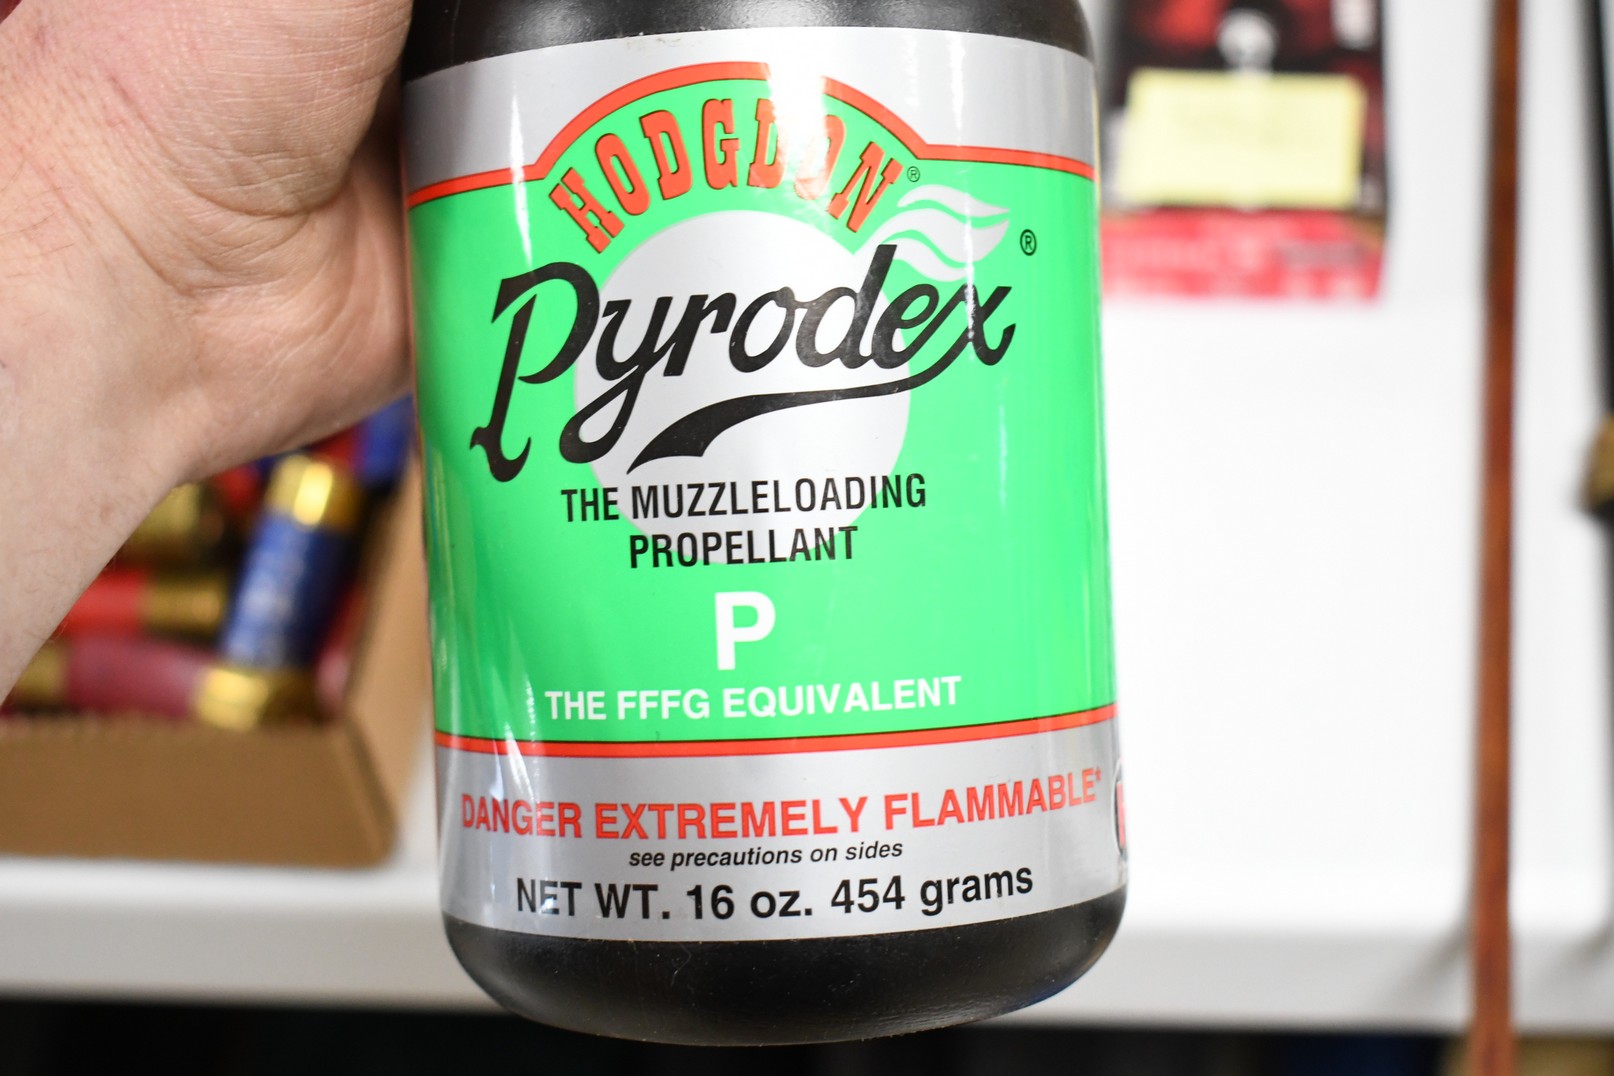 HODGDON®
Pyrodex®
THE MUZZLELOADING
PROPELLANT
P
THE FFFG EQUIVALENT
DANGER EXTREMELY FLAMMABLE*
see precautions on sides
NET WT. 16 oz. 454 grams